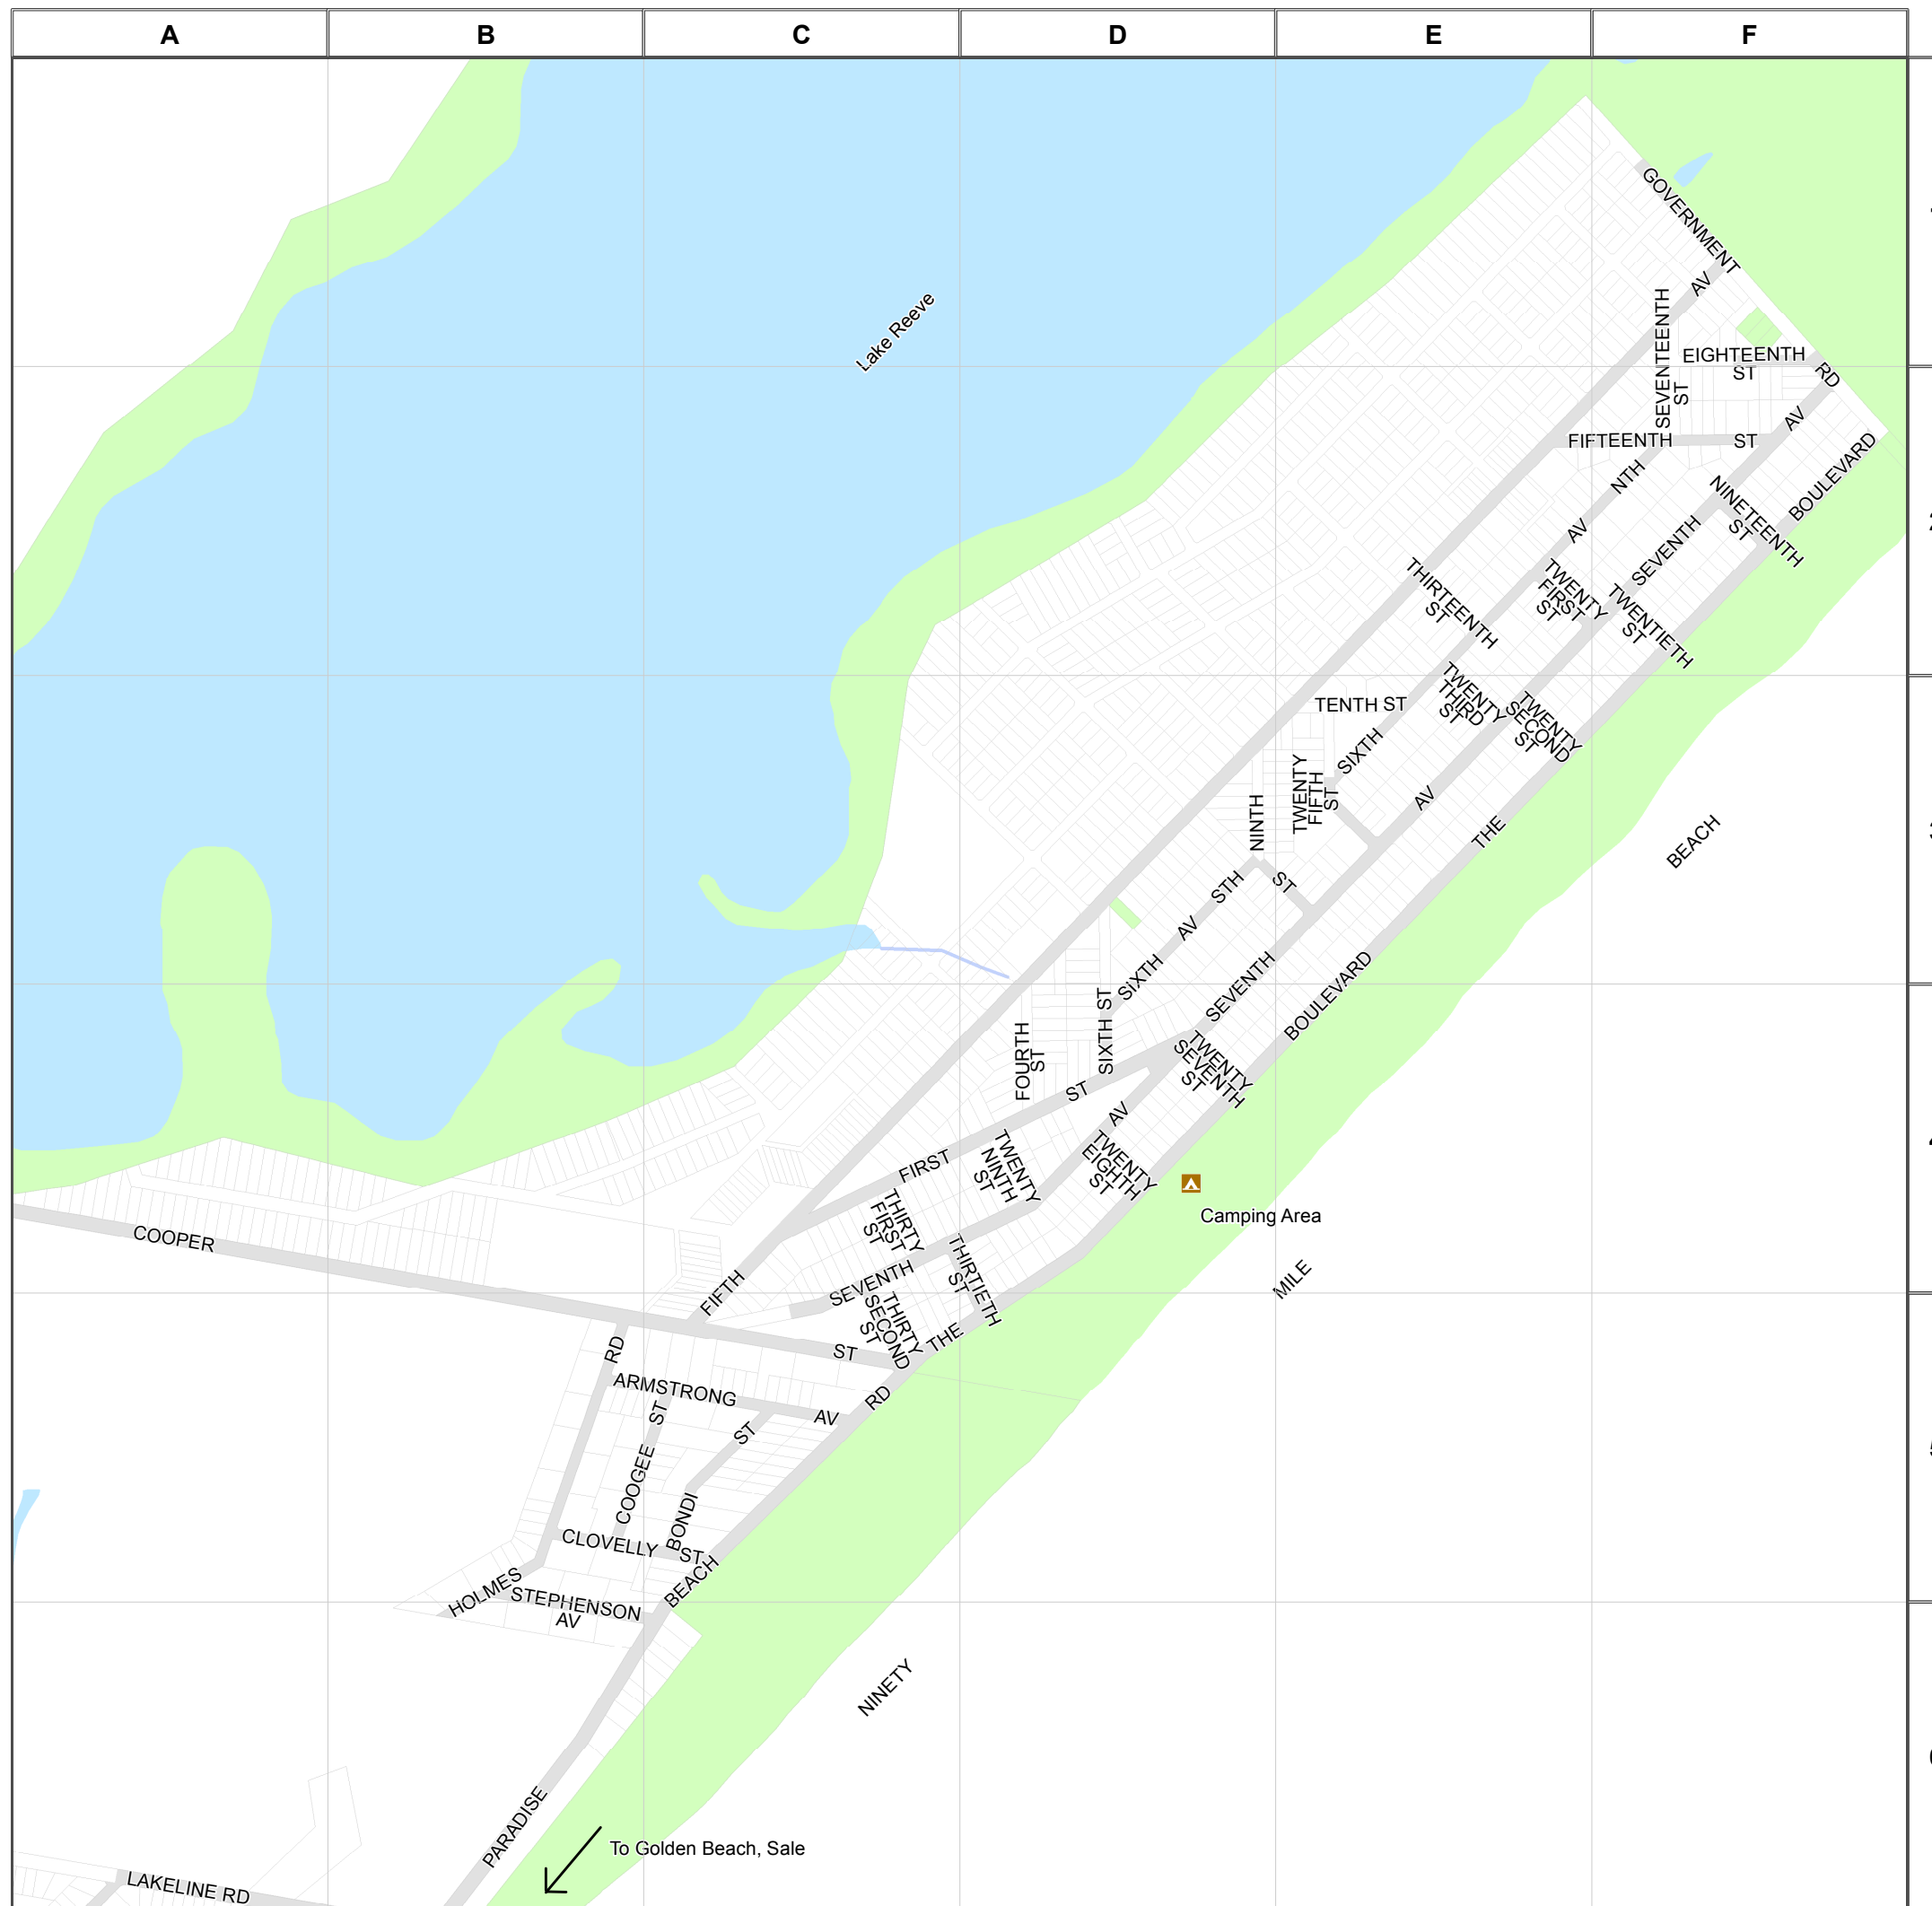 A B C D E F
Lake Reeve
GOVERNMENT
RD
AV
SEVENTEENTH
ST
EIGHTEENTH
ST
FIFTEENTH ST
AV
BOULEVARD
NTH
AV
NINETEENTH
ST
SEVENTH
THIRTEENTH
ST
TWENTY
FIRST
ST
TWENTIETH
ST
TWENTY
THIRD
ST
TWENTY
SECOND
ST
TENTH ST
SIXTH
TWENTY
FIFTH
ST
NINTH
ST
AV
THE
BEACH
STH
AV
SIXTH
SEVENTH
BOULEVARD
FOURTH
ST
SIXTH ST
ST
TWENTY
SEVENTH
ST
AV
TWENTY
EIGHTH
ST
FIRST
TWENTY
NINTH
ST
THIRTY
FIRST
ST
Camping Area
MILE
COOPER
FIFTH
SEVENTH
THIRTIETH
ST
THIRTY
SECOND
ST
THE
ST
RD
ARMSTRONG
AV
RD
ST
COOGEE
ST
BONDI
CLOVELLY
ST
BEACH
HOLMES
STEPHENSON
AV
NINETY
PARADISE
To Golden Beach, Sale
LAKELINE RD